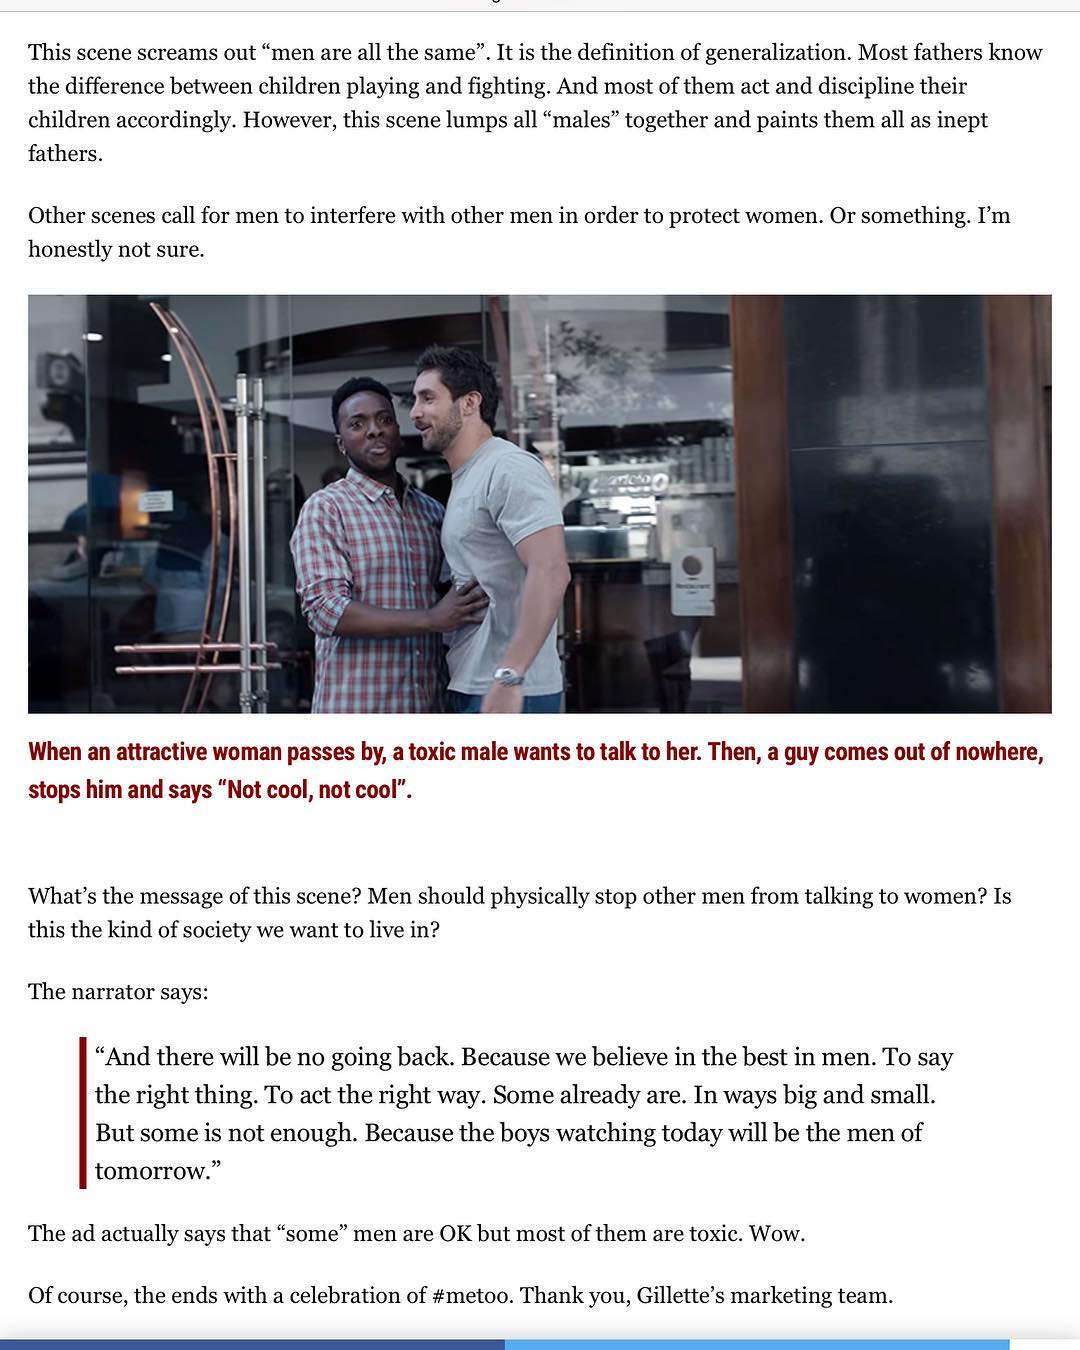 This scene screams out “men are all the same”. It is the definition of generalization. Most fathers know
the difference between children playing and fighting. And most of them act and discipline their
children accordingly. However, this scene lumps all “males” together and paints them all as inept
fathers.
Other scenes call for men to interfere with other men in order to protect women. Or something. I’m
honestly not sure.
When an attractive woman passes by, a toxic male wants to talk to her. Then, a guy comes out of nowhere,
stops him and says “Not cool, not cool”.
What’s the message of this scene? Men should physically stop other men from talking to women? Is
this the kind of society we want to live in?
The narrator says:
“And there will be no going back. Because we believe in the best in men. To say
the right thing. To act the right way. Some already are. In ways big and small.
But some is not enough. Because the boys watching today will be the men of
tomorrow.”
The ad actually says that “some” men are OK but most of them are toxic. Wow.
Of course, the ends with a celebration of #metoo. Thank you, Gillette’s marketing team.